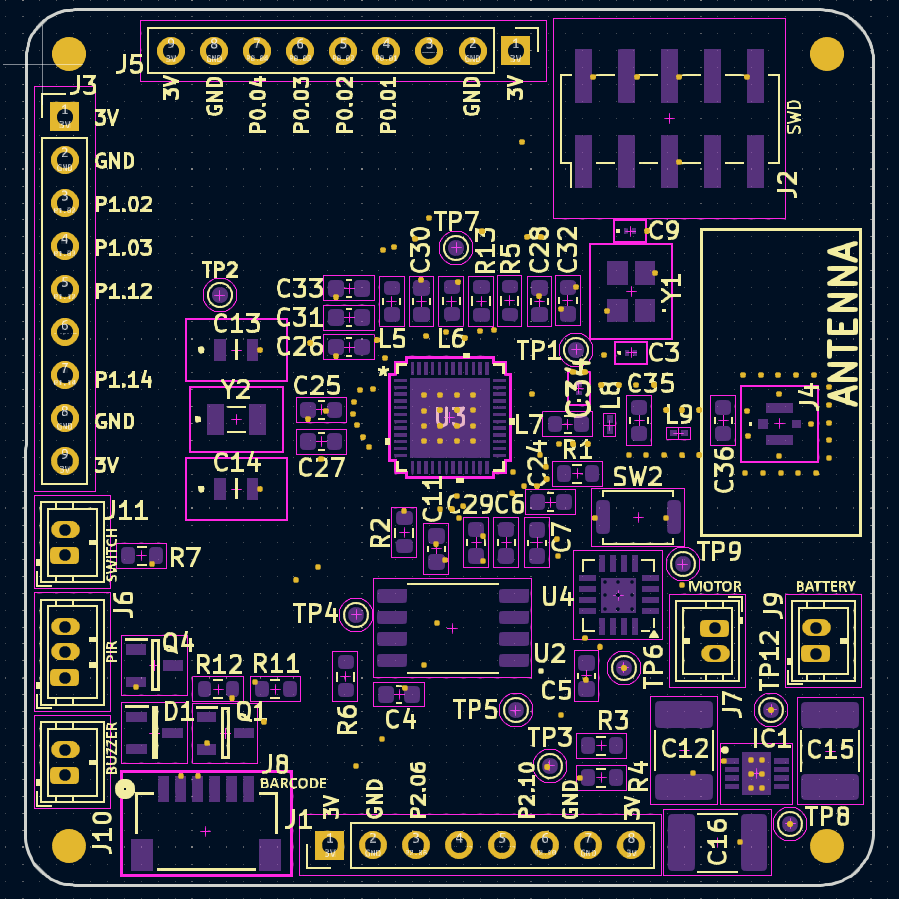 J5
3V
GND
P0.04
P0.03
P0.02
P0.01
GND
3V
SWD
J2
J3
3V
GND
P1.02
P1.03
P1.12
P1.14
GND
3V
TP7
C9
TP2
C33
C31
C26
C30
R13
R5
C28
C32
Y1
L5
L6
TP1
C3
ANTENNA
C13
Y2
C14
C25
C27
*
U3
C34
C35
L8
L7
L9
J4
C36
C24
R1
SW2
C11
C29
C6
C7
R2
J11
SWITCH
R7
TP9
U4
MOTOR
BATTERY
J9
J6
PIR
Q4
TP4
U2
TP6
C5
TP12
J7
R12
R11
R6
C4
TP5
D1
Q1
BUZZER
R3
TP3
C12
IC1
C15
J8
BARCODE
R4
J10
J1
3V
GND
P2.06
P2.10
GND
3V
TP8
C16